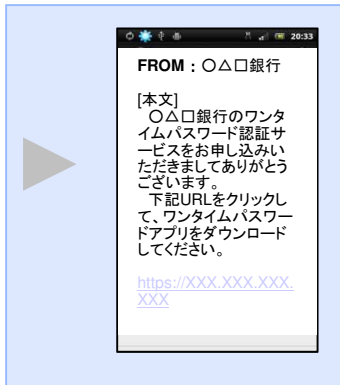 20:33
FROM：〇△□銀行
[本文]
　〇△□銀行のワンタ
イムパスワード認証サ
ービスをお申し込みい
ただきましてありがとう
ございます。
　下記URLをクリックし
て、ワンタイムパスワー
ドアプリをダウンロード
してください。
https://XXX.XXX.XXX.
XXX